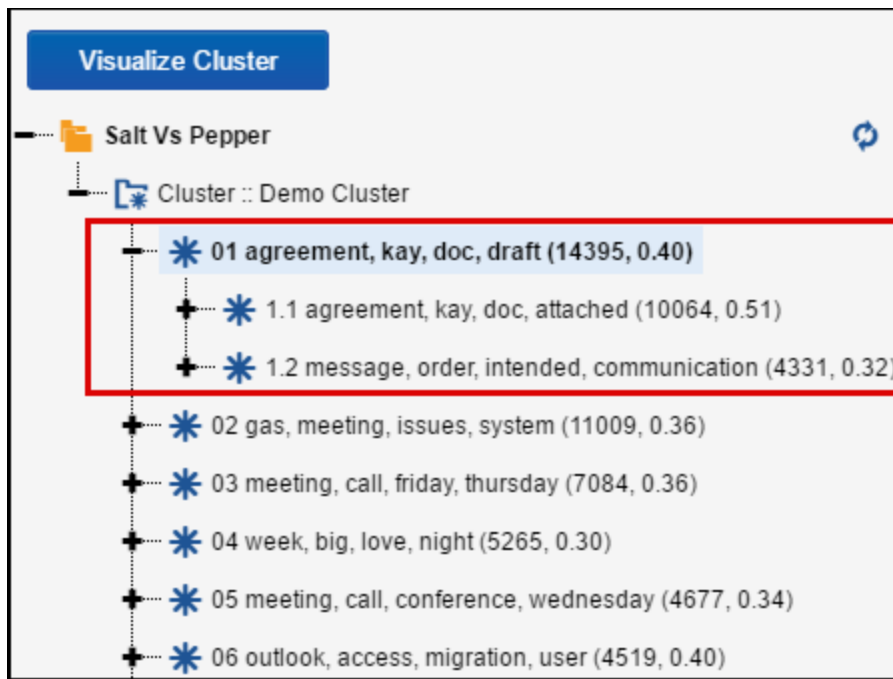 Visualize Cluster
Salt Vs Pepper
Cluster :: Demo Cluster
01 agreement, kay, doc, draft (14395, 0.40)
1.1 agreement, kay, doc, attached (10064, 0.51)
1.2 message, order, intended, communication (4331, 0.32)
02 gas, meeting, issues, system (11009, 0.36)
03 meeting, call, friday, thursday (7084, 0.36)
04 week, big, love, night (5265, 0.30)
05 meeting, call, conference, wednesday (4677, 0.34)
06 outlook, access, migration, user (4519, 0.40)